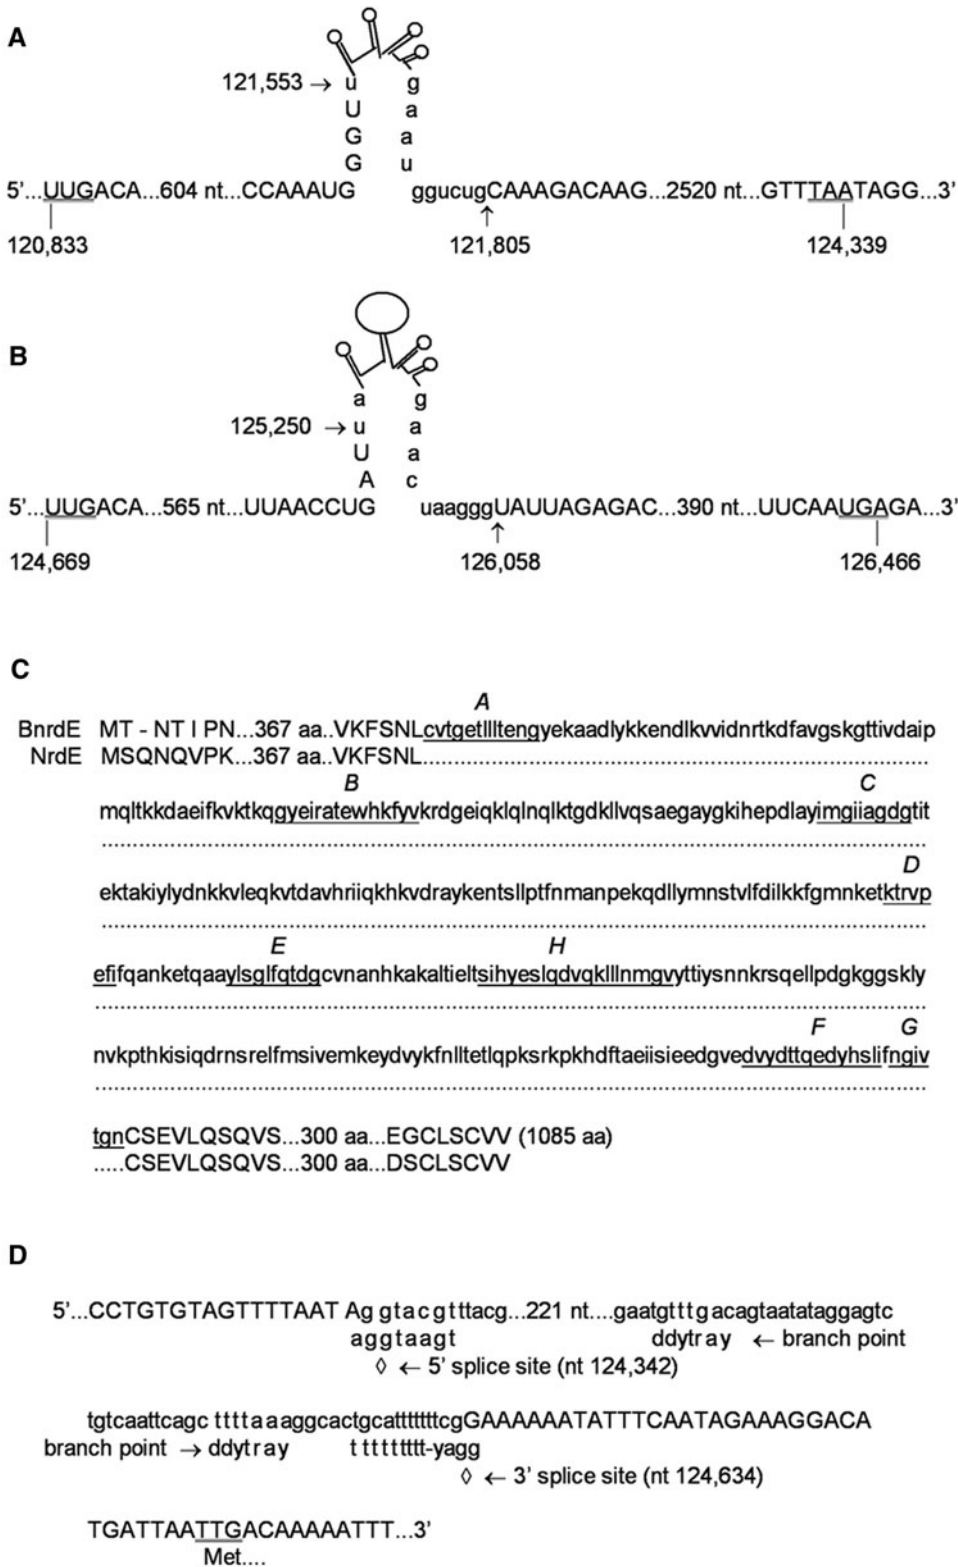 A
121,553 → u g
U a
G a
G u
5'...UUGACA...604 nt...CCAAAUG ggucugCAAAGACAAG...2520 nt...GTTTAATAGG...3'
120,833 121,805 124,339
B
a g
125,250 → u a
U a
A c
5'...UUGACA...565 nt...UUAACCUG uaagggUAUUAGAGAC...390 nt...UUCAAUGAGA...3'
124,669 126,058 126,466
C
A
BnrdE MT - NT I PN...367 aa..VKFSNLcvtgetllltengyekaadlykkendlkvvidnrtkdfavgskgttivdaip
NrdE MSQNQVPK...367 aa..VKFSNL..........
B C
mqltkkdaeifkvktkqgyeiratewhkfyvkrdgeiqklqlnqlktgdkllvqsaegaygkihepdlayimgiiagdgtit
..........
D
ektakiylydnkkvleqkvtdavhriiqkhkvdraykentsllptfnmanpekqdllymnstvlfdilkkfgmnketktrvp
..........
E H
efifqanketqaaylsglfqtdgcvnanhkakaltieltsihyeslqdvqklllnmgvyttiysnnkrsqellpdgkggskly
..........
F G
nvkpthkisiqdrnsrelfmsivemkeydvykfnlltetlqpksrkpkhdftaeiisieedgvedvydttqedyhslifngiv
..........
tgnCSEVLQSQVS...300 aa...EGCLSCVV (1085 aa)
.....CSEVLQSQVS...300 aa...DSCLSCVV
D
5'...CCTGTGTAGTTTTAAT Ag gtacgtttacg...221 nt....gaatgtttgacagtaatataggagtc
aggtaagt ddytray ← branch point
◊ ← 5' splice site (nt 124,342)
tgtcaattcagc ttttaaaggcactgcatttttttcgGAAAAAATATTTCAATAGAAAGGACA
branch point → ddytray ttttttttt-yagg
◊ ← 3' splice site (nt 124,634)
TGATTAATTGACAAAAATTT...3'
Met....